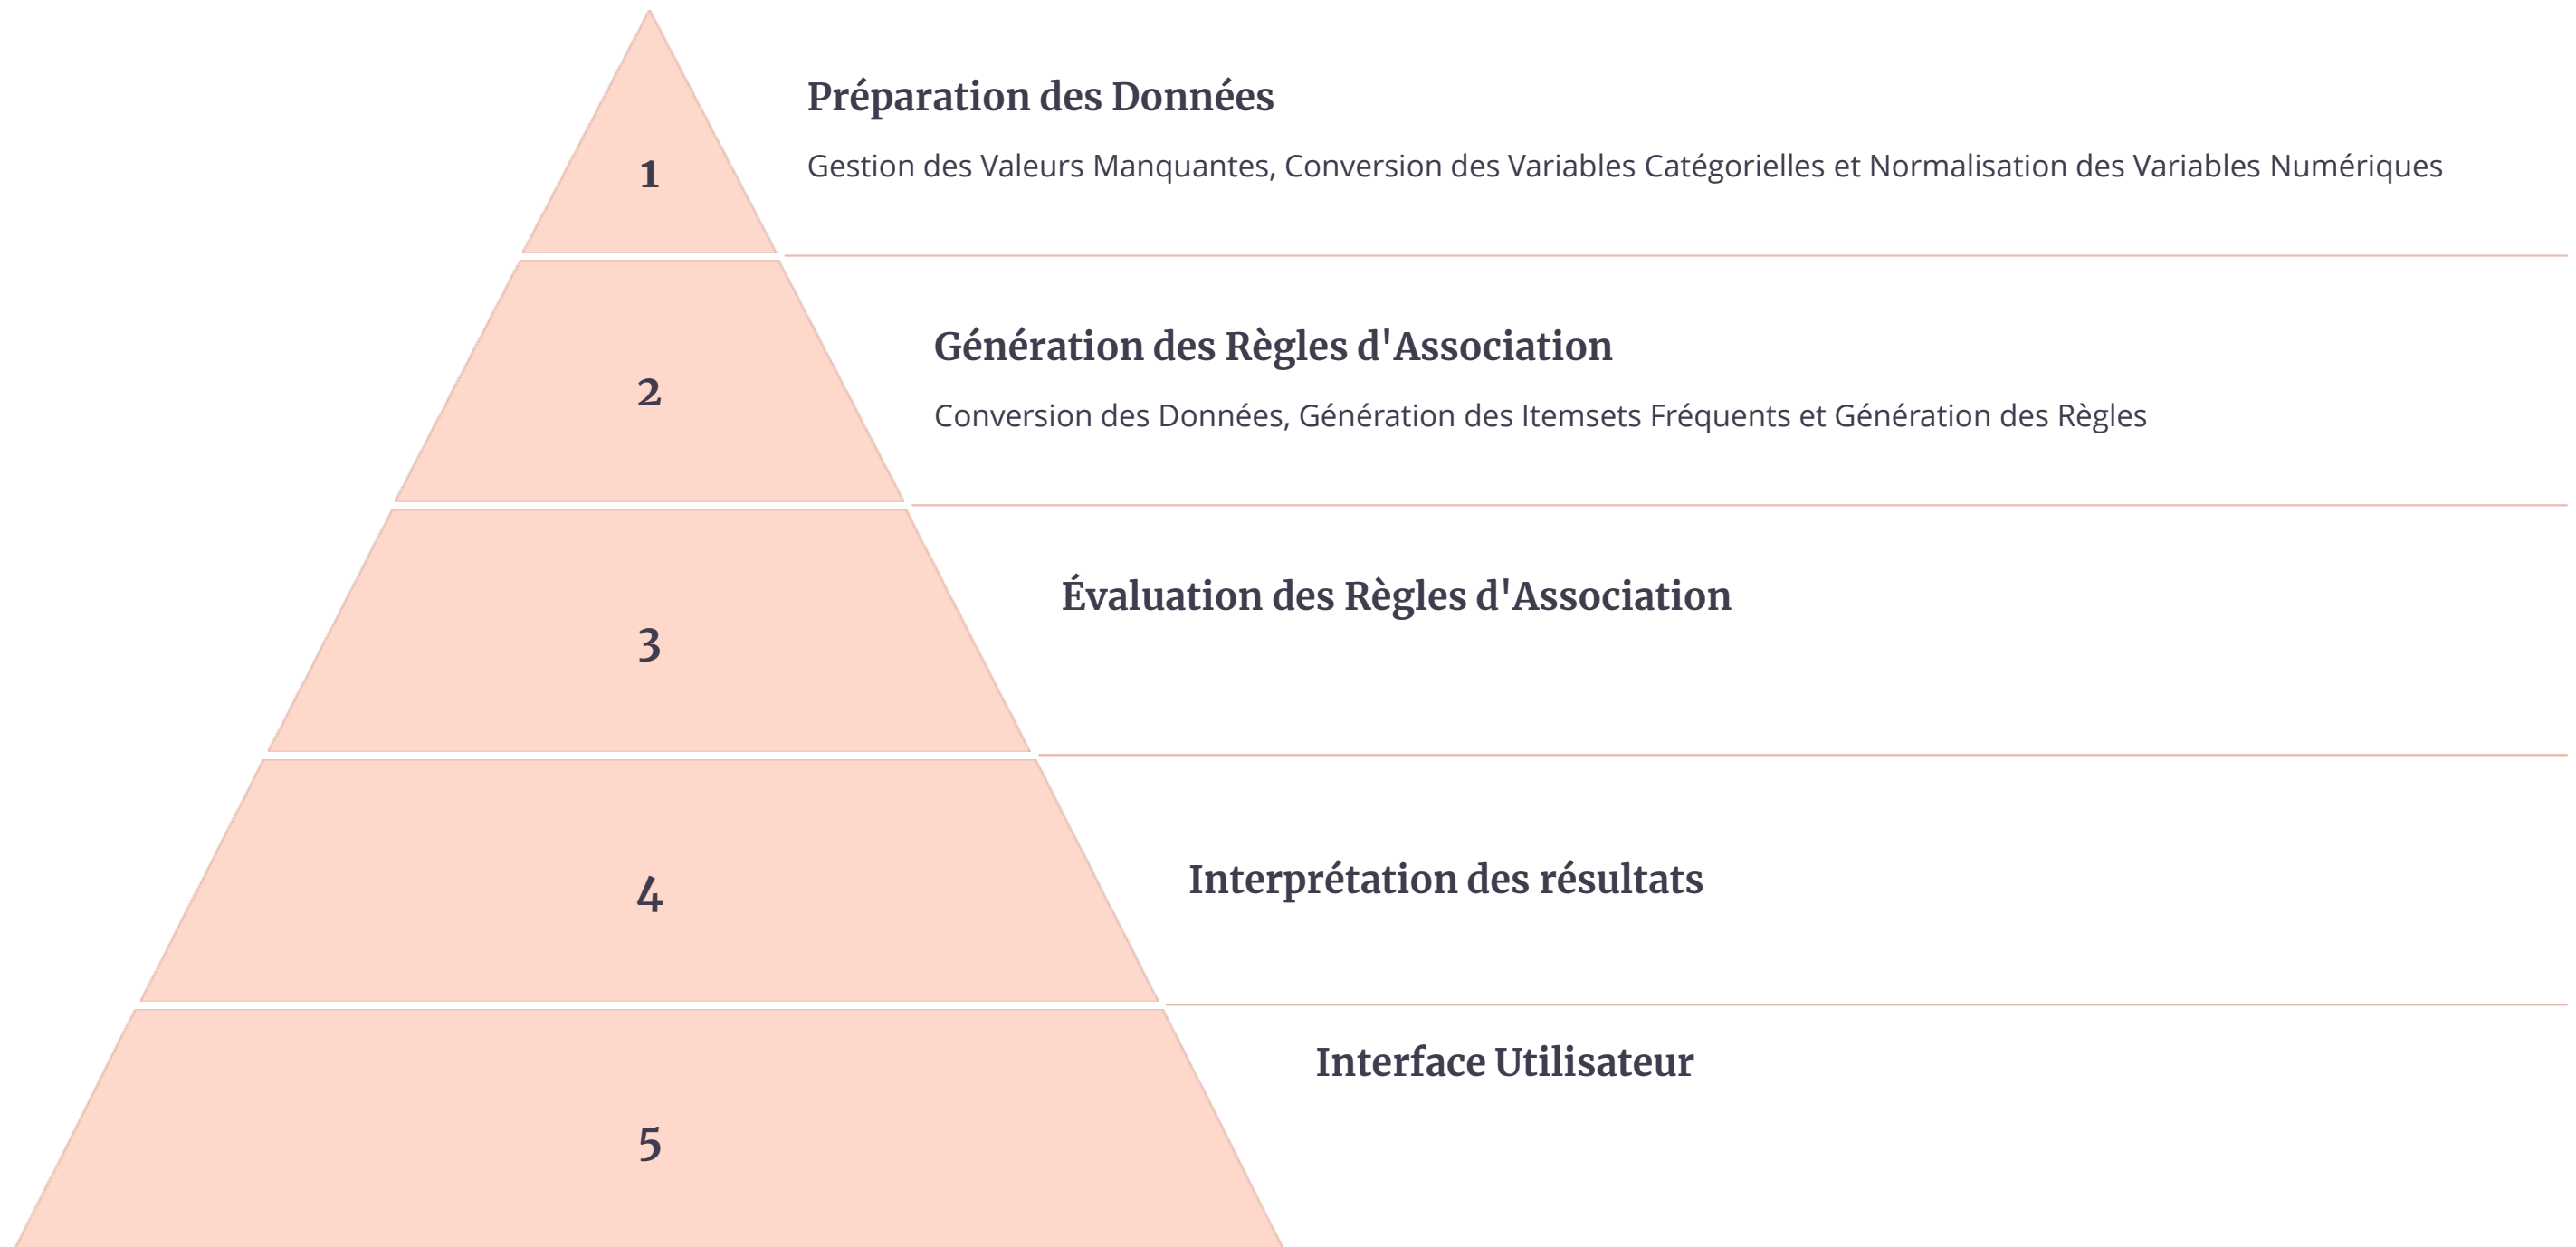 1
Préparation des Données
Gestion des Valeurs Manquantes, Conversion des Variables Catégorielles et Normalisation des Variables Numériques
2
Génération des Règles d'Association
Conversion des Données, Génération des Itemsets Fréquents et Génération des Règles
3
Évaluation des Règles d'Association
4
Interprétation des résultats
5
Interface Utilisateur